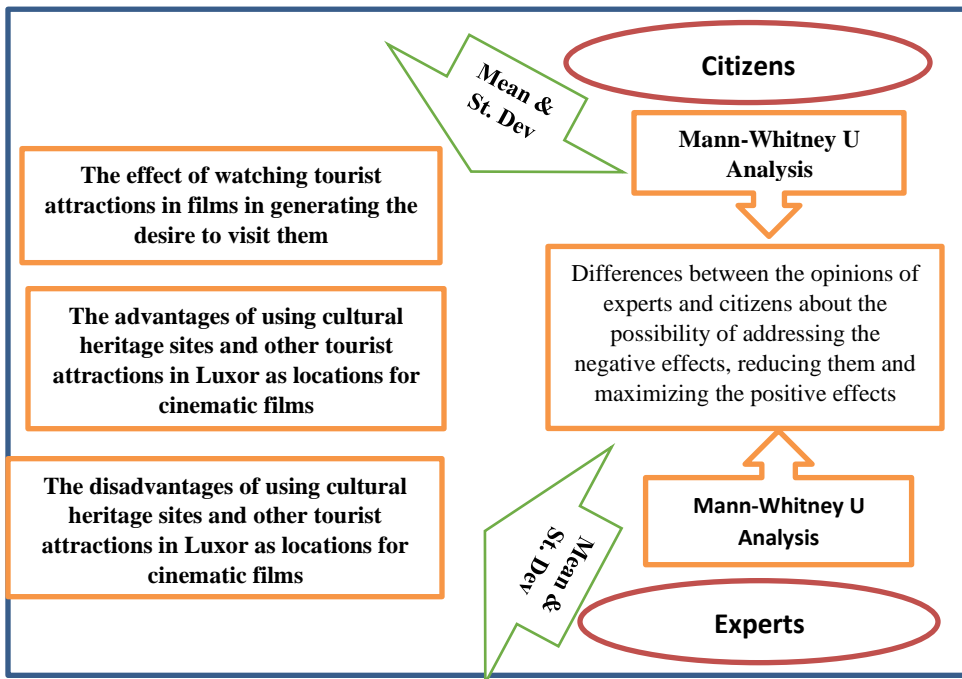 Citizens
Mean &
St. Dev
Mann-Whitney U
Analysis
The effect of watching tourist
attractions in films in generating the
desire to visit them
Differences between the opinions of
experts and citizens about the
possibility of addressing the
negative effects, reducing them and
maximizing the positive effects
The advantages of using cultural
heritage sites and other tourist
attractions in Luxor as locations for
cinematic films
The disadvantages of using cultural
heritage sites and other tourist
attractions in Luxor as locations for
cinematic films
Mean &
St. Dev
Mann-Whitney U
Analysis
Experts